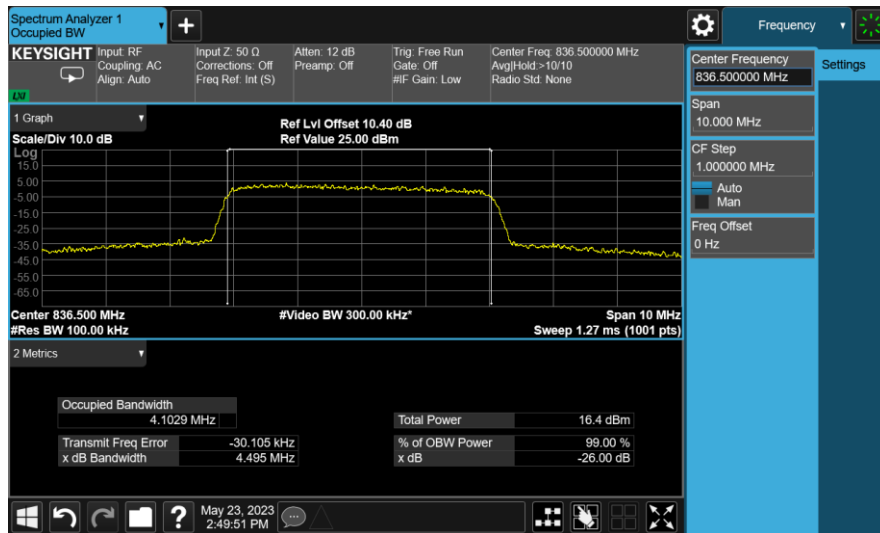 Spectrum Analyzer 1
Occupied BW
+
Frequency
KEYSIGHT
Input: RF
Coupling: AC
Align: Auto
Input Z: 50 Ω
Corrections: Off
Freq Ref: Int (S)
Atten: 12 dB
Preamp: Off
Trig: Free Run
Gate: Off
#IF Gain: Low
Center Freq: 836.500000 MHz
Avg|Hold:>10/10
Radio Std: None
LXI
Center Frequency
836.500000 MHz
Settings
Span
10.000 MHz
CF Step
1.000000 MHz
Auto
Man
Freq Offset
0 Hz
1 Graph
Scale/Div 10.0 dB
Ref Lvl Offset 10.40 dB
Ref Value 25.00 dBm
Log
15.0
5.00
-5.00
-15.0
-25.0
-35.0
-45.0
-55.0
-65.0
Center 836.500 MHz
#Res BW 100.00 kHz
#Video BW 300.00 kHz*
Span 10 MHz
Sweep 1.27 ms (1001 pts)
2 Metrics
Occupied Bandwidth
4.1029 MHz
Total Power 16.4 dBm
Transmit Freq Error -30.105 kHz
% of OBW Power 99.00 %
x dB Bandwidth 4.495 MHz
x dB -26.00 dB
?
May 23, 2023
2:49:51 PM